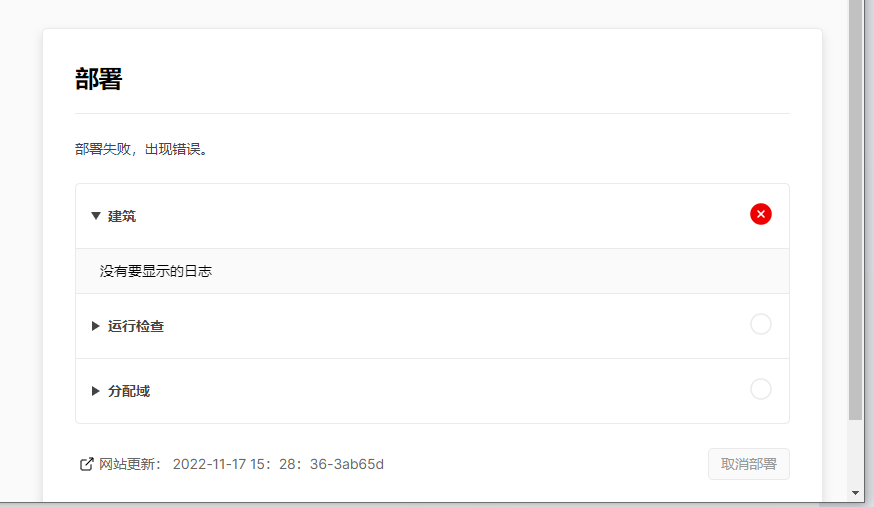 部署
部署失败，出现错误。
建筑
没有要显示的日志
运行检查
分配域
网站更新： 2022-11-17 15：28：36-3ab65d
取消部署